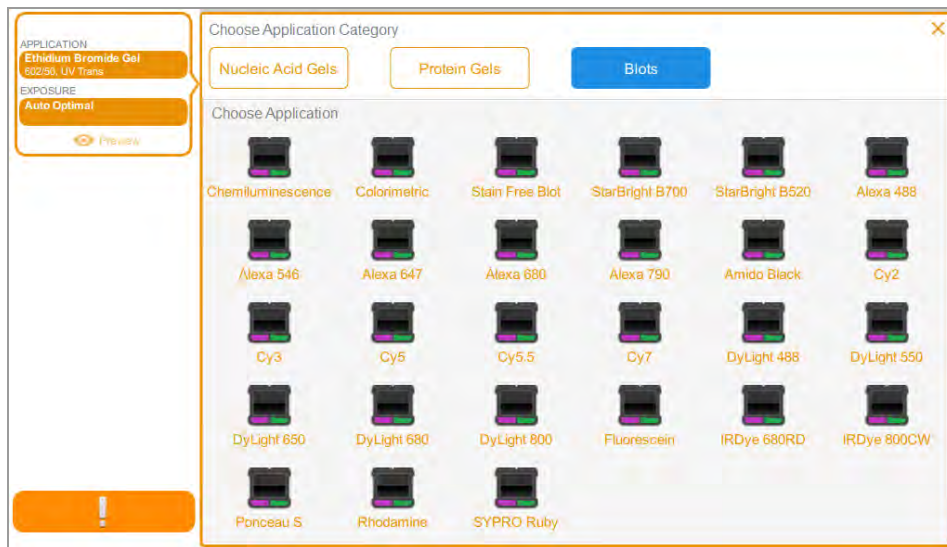 Choose Application Category
APPLICATION
Ethidium Bromide Gel
602/50, UV Trans
EXPOSURE
Auto Optimal
Preview
Nucleic Acid Gels
Protein Gels
Blots
Choose Application
Chemiluminescence Colorimetric Stain Free Blot StarBright B700 StarBright B520 Alexa 488
Alexa 546 Alexa 647 Alexa 680 Alexa 790 Amido Black Cy2
Cy3 Cy5 Cy5.5 Cy7 DyLight 488 DyLight 550
DyLight 650 DyLight 680 DyLight 800 Fluorescein IRDye 680RD IRDye 800CW
Ponceau S Rhodamine SYPRO Ruby
!